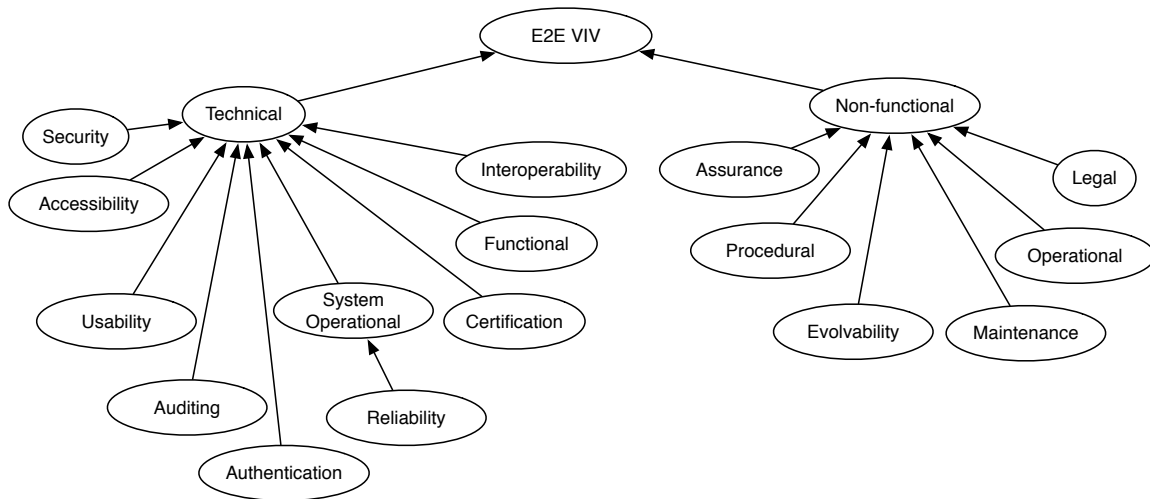 E2E VIV
Technical
Non-functional
Security
Interoperability
Assurance
Legal
Accessibility
Functional
Procedural
Operational
Usability
System
Operational
Certification
Evolvability
Maintenance
Auditing
Reliability
Authentication